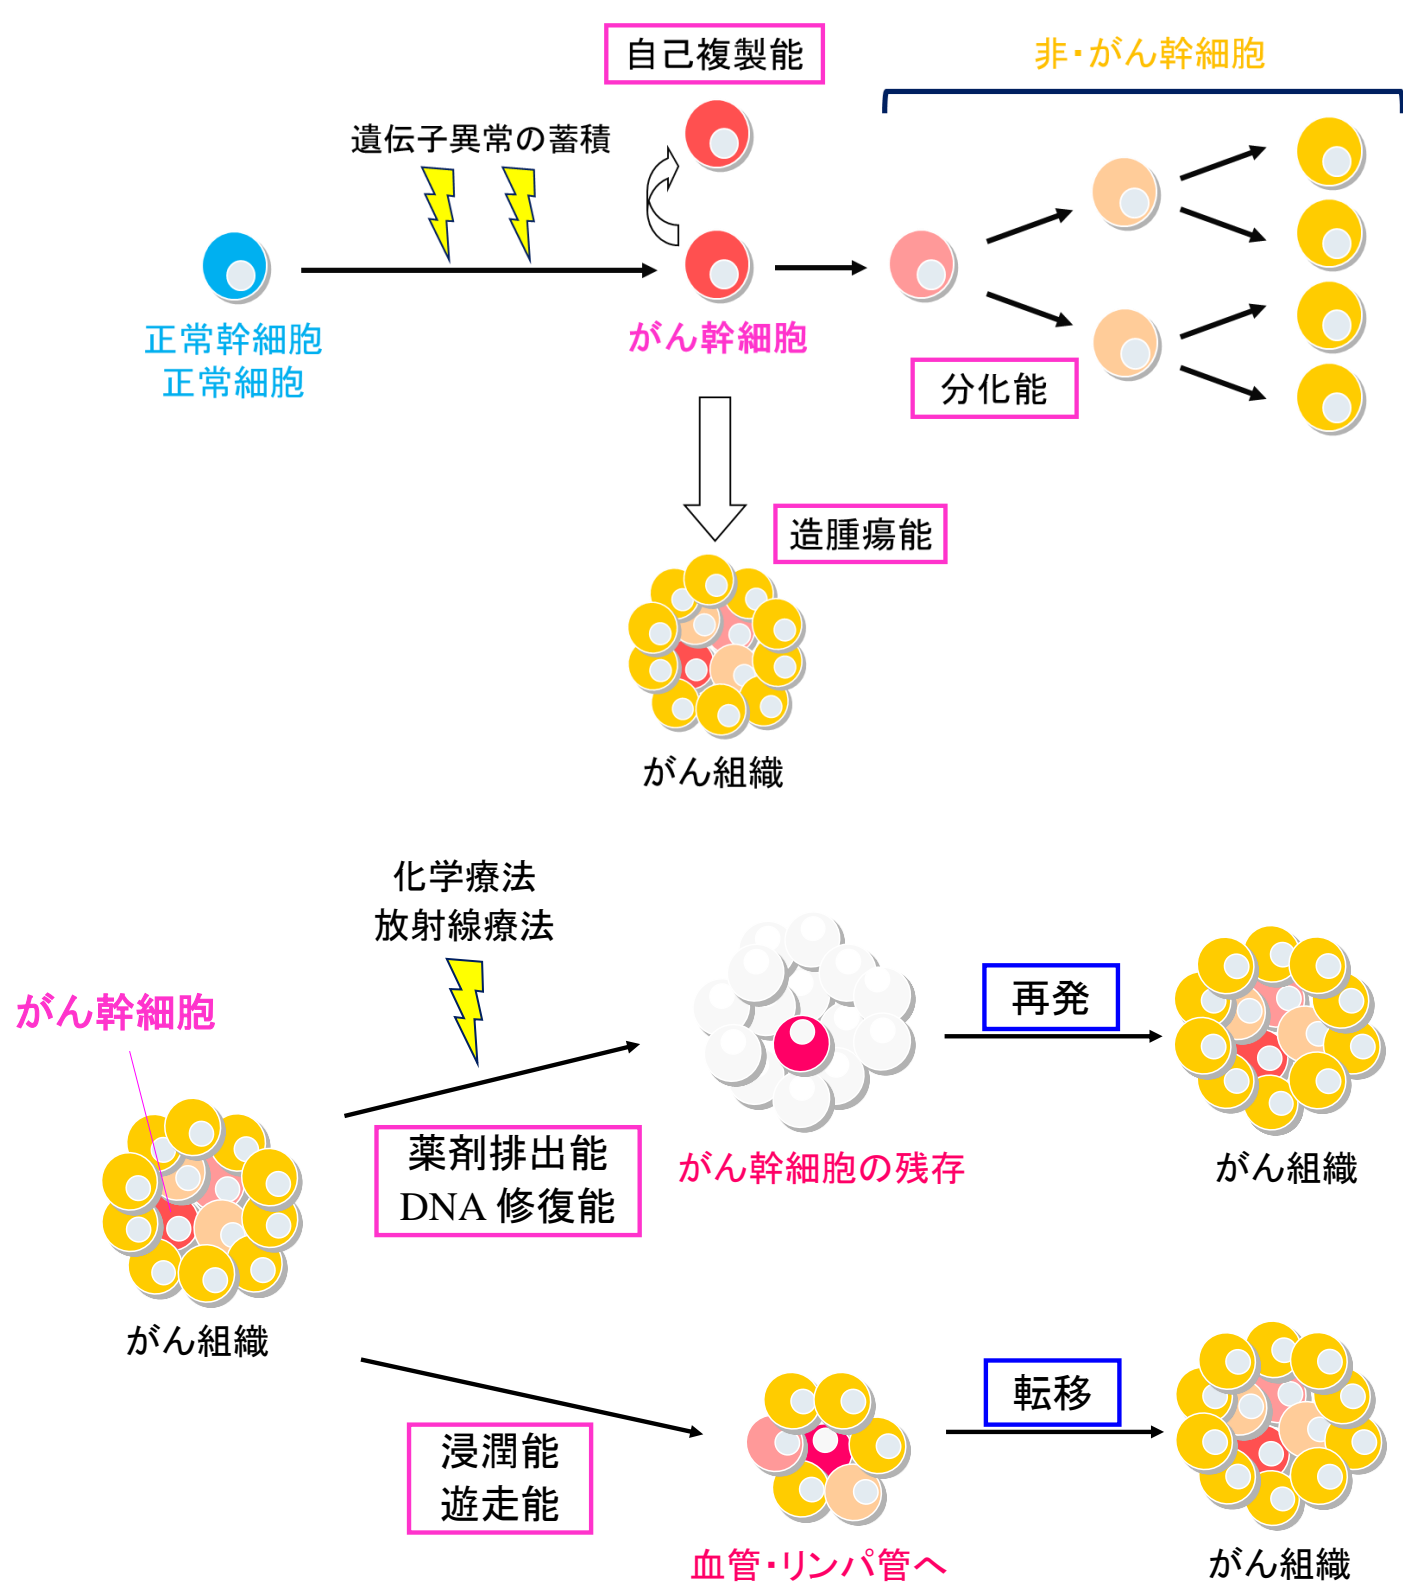 自己複製能
非・がん幹細胞
遺伝子異常の蓄積
正常幹細胞
正常細胞
がん幹細胞
分化能
造腫瘍能
がん組織
化学療法
放射線療法
がん幹細胞
再発
薬剤排出能
DNA 修復能
がん幹細胞の残存
がん組織
がん組織
転移
浸潤能
遊走能
血管・リンパ管へ
がん組織